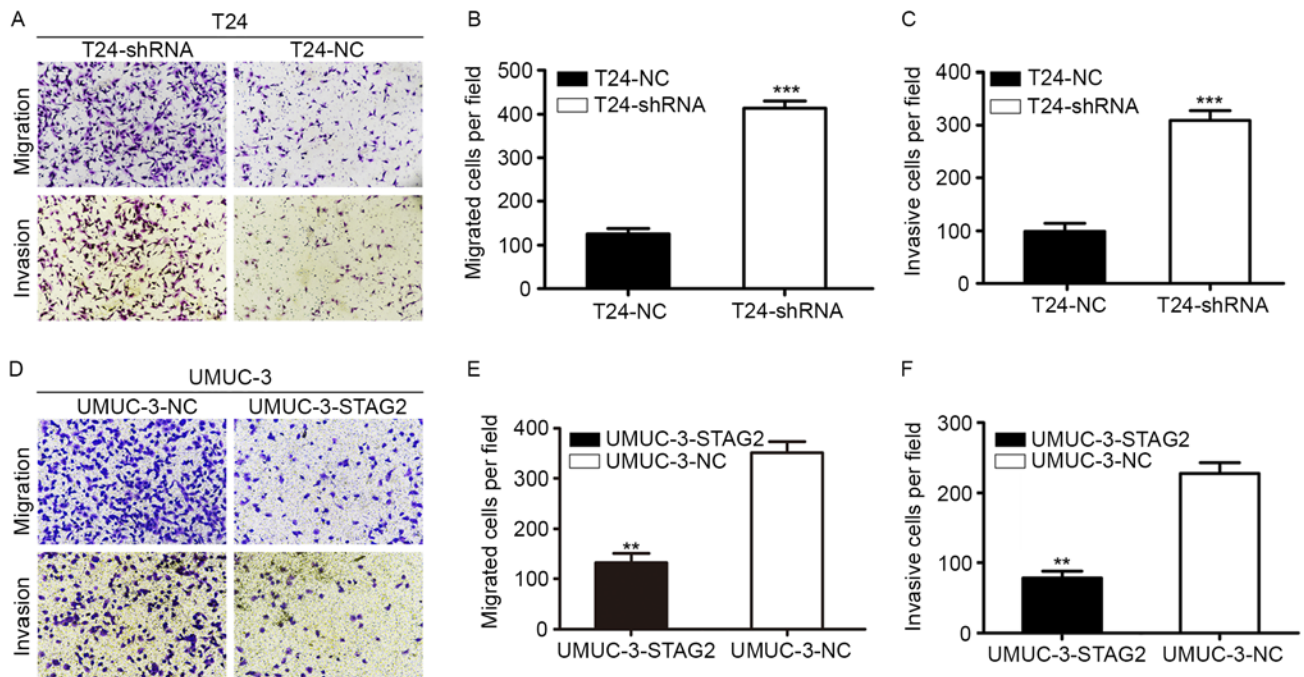 A
T24
T24-shRNA T24-NC
Migration
Invasion
B
Migrated cells per field
500
400
300
200
100
0
T24-NC
T24-shRNA
***
T24-NC T24-shRNA
C
Invasive cells per field
400
300
200
100
0
T24-NC
T24-shRNA
***
T24-NC T24-shRNA
D
UMUC-3
UMUC-3-NC UMUC-3-STAG2
Migration
Invasion
E
Migrated cells per field
400
300
200
100
0
UMUC-3-STAG2
UMUC-3-NC
**
UMUC-3-STAG2 UMUC-3-NC
F
Invasive cells per field
300
200
100
0
UMUC-3-STAG2
UMUC-3-NC
**
UMUC-3-STAG2 UMUC-3-NC